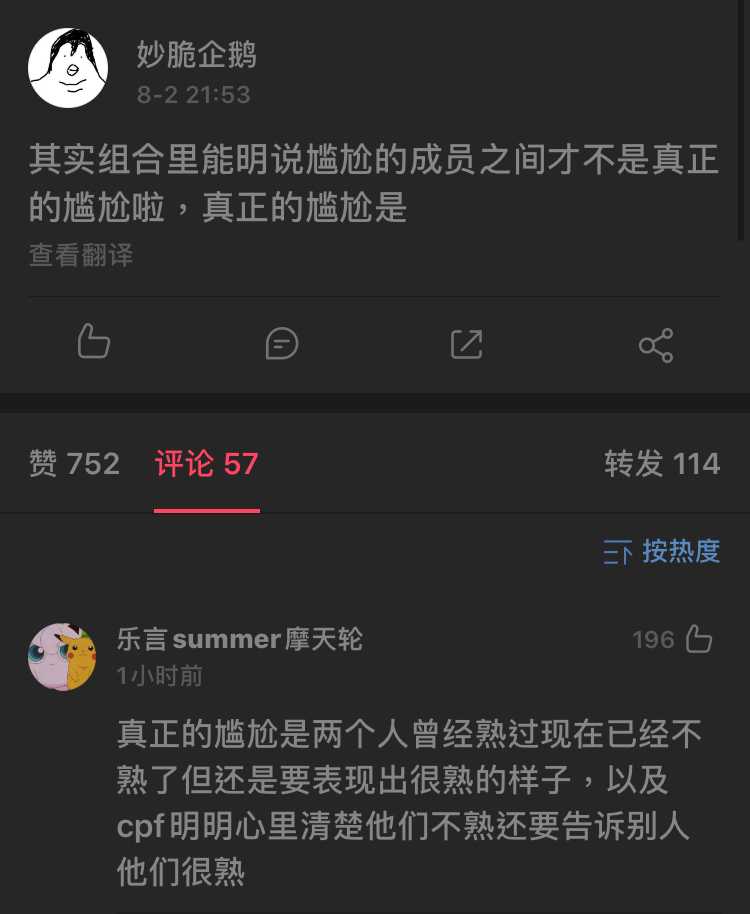 妙脆企鹅
8-2 21:53
其实组合里能明说尴尬的成员之间才不是真正
的尴尬啦，真正的尴尬是
查看翻译
赞 752 评论 57 转发 114
按热度
乐言summer摩天轮 196
1小时前
真正的尴尬是两个人曾经熟过现在已经不
熟了但还是要表现出很熟的样子，以及
cpf明明心里清楚他们不熟还要告诉别人
他们很熟